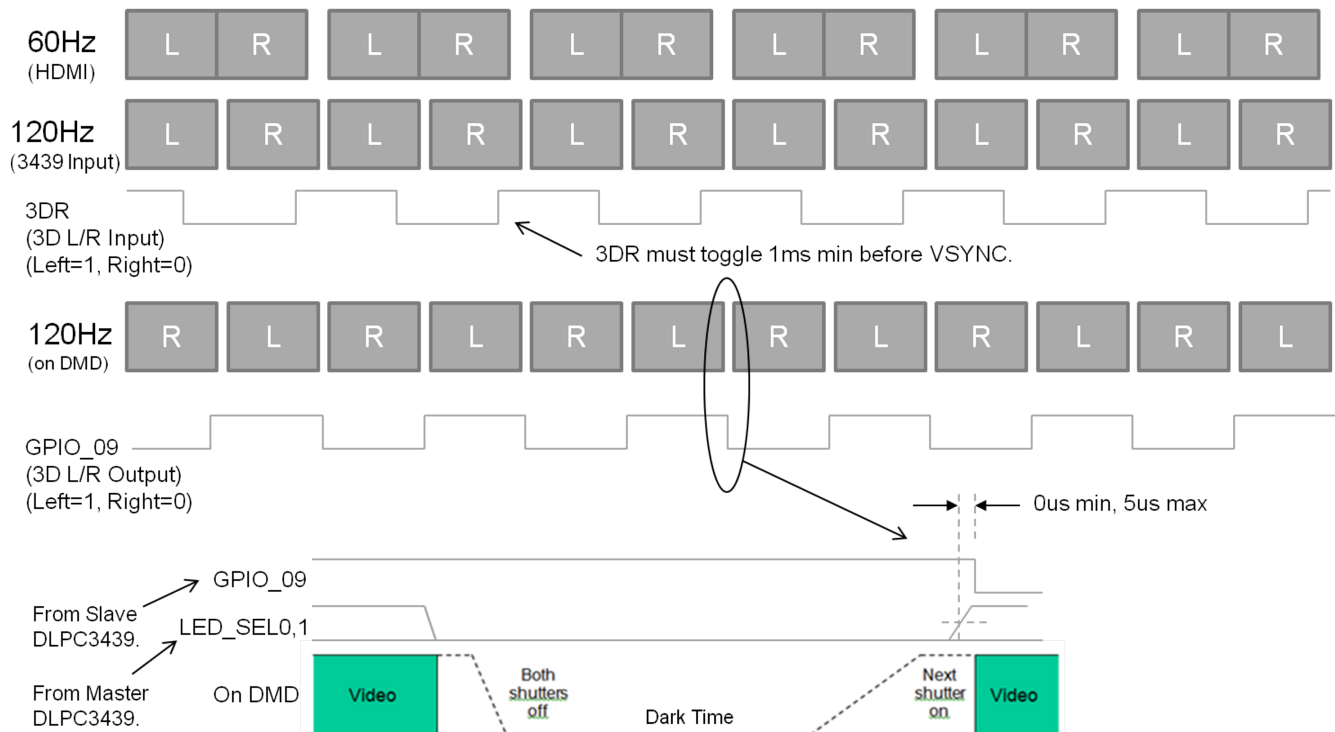 60Hz
(HDMI)
L R L R L R L R L R L R
120Hz
(3439 Input)
L R L R L R L R L R L R
3DR
(3D L/R Input)
(Left=1, Right=0)
3DR must toggle 1ms min before VSYNC.
120Hz
(on DMD)
R L R L R L R L R L R L
GPIO_09
(3D L/R Output)
(Left=1, Right=0)
0us min, 5us max
GPIO_09
From Slave
DLPC3439.
LED_SEL0,1
From Master
DLPC3439.
On DMD
Video
Both
shutters
off
Dark Time
Next
shutter
on
Video